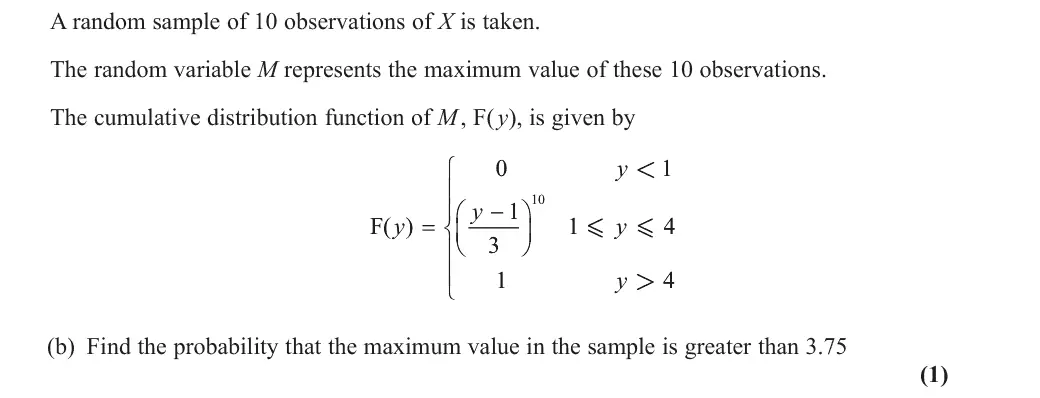 A random sample of 10 observations of X is taken.
The random variable M represents the maximum value of these 10 observations.
The cumulative distribution function of M, F(y), is given by
0 y < 1
F(y) = { ((y − 1)/3)^10 1 ⩽ y ⩽ 4
1 y > 4
(b) Find the probability that the maximum value in the sample is greater than 3.75
(1)